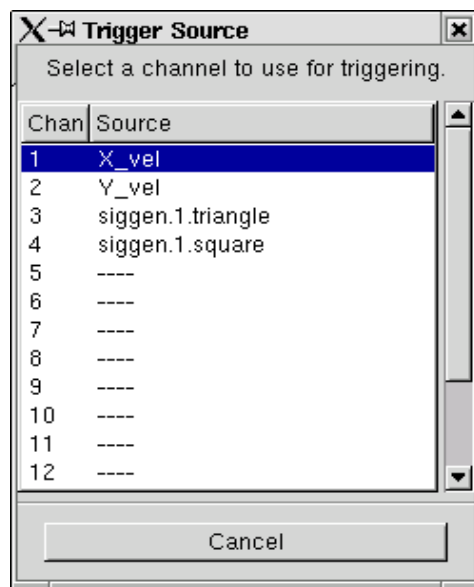 Trigger Source
Select a channel to use for triggering.
Chan Source
1 X_vel
2 Y_vel
3 siggen.1.triangle
4 siggen.1.square
5 ----
6 ----
7 ----
8 ----
9 ----
10 ----
11 ----
12 ----
Cancel